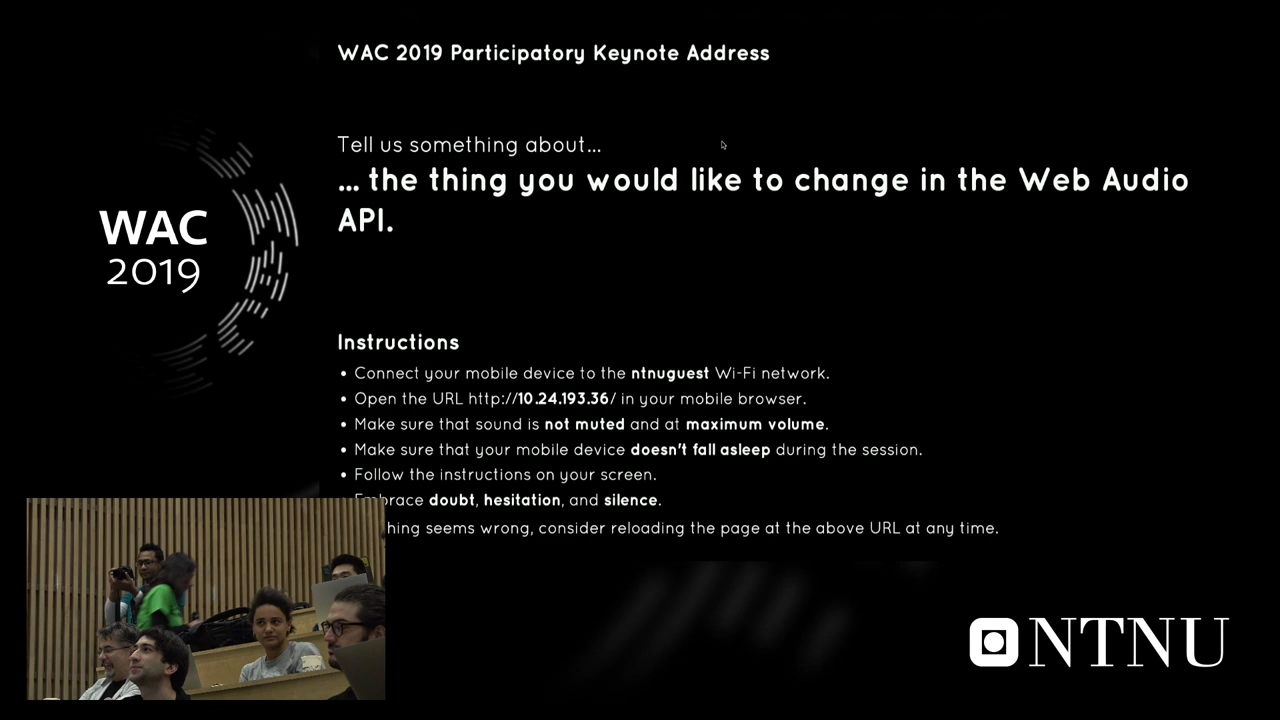 WAC 2019 Participatory Keynote Address
Tell us something about...
... the thing you would like to change in the Web Audio
API.
WAC
2019
Instructions
• Connect your mobile device to the ntnuguest Wi-Fi network.
• Open the URL http://10.24.193.36/ in your mobile browser.
• Make sure that sound is not muted and at maximum volume.
• Make sure that your mobile device doesn't fall asleep during the session.
• Follow the instructions on your screen.
doubt, hesitation, and silence.
seems wrong, consider reloading the page at the above URL at any time.
NTNU